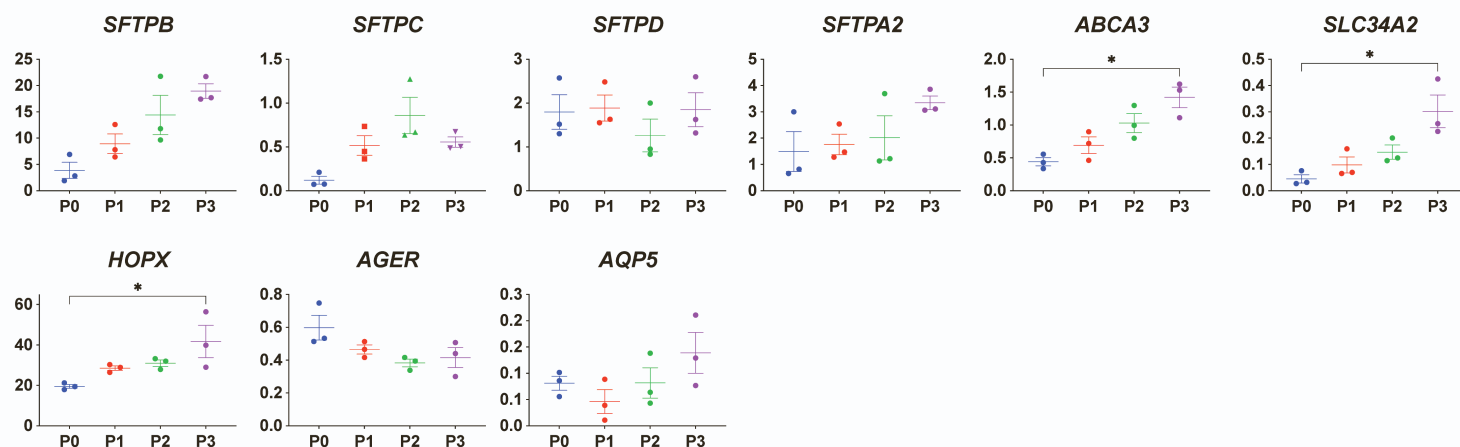 SFTPB SFTPC SFTPD SFTPA2 ABCA3 SLC34A2
25 20 15 10 5 0
P0 P1 P2 P3
1.5 1.0 0.5 0.0
P0 P1 P2 P3
3 2 1 0
P0 P1 P2 P3
5 4 3 2 1 0
P0 P1 P2 P3
2.0 1.5 1.0 0.5 0.0
*
P0 P1 P2 P3
0.5 0.4 0.3 0.2 0.1 0.0
*
P0 P1 P2 P3
HOPX AGER AQP5
60 40 20 0
*
P0 P1 P2 P3
0.8 0.6 0.4 0.2 0.0
P0 P1 P2 P3
0.3 0.2 0.2 0.1 0.1 0.0
P0 P1 P2 P3